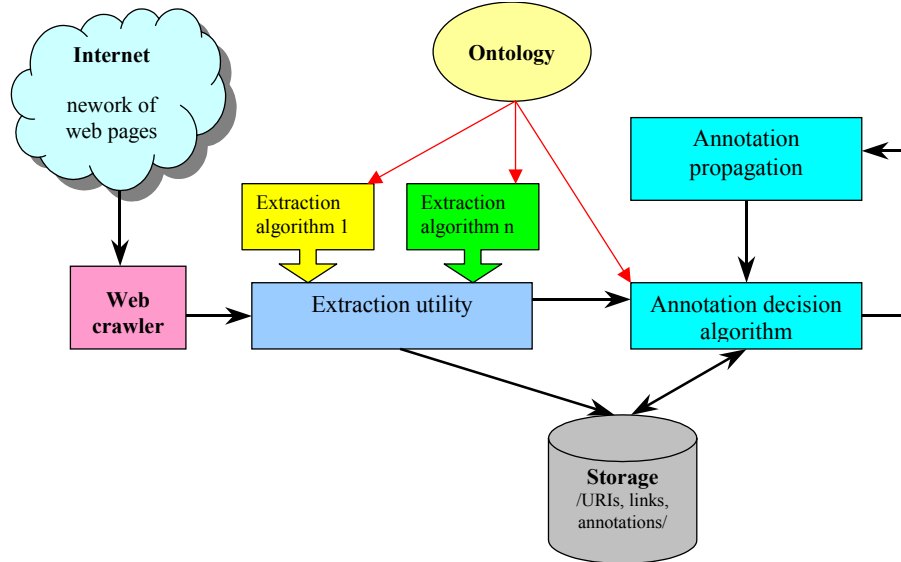 Internet
nework of
web pages
Ontology
Annotation
propagation
Extraction
algorithm 1
Extraction
algorithm n
Web
crawler
Extraction utility
Annotation decision
algorithm
Storage
/URIs, links,
annotations/